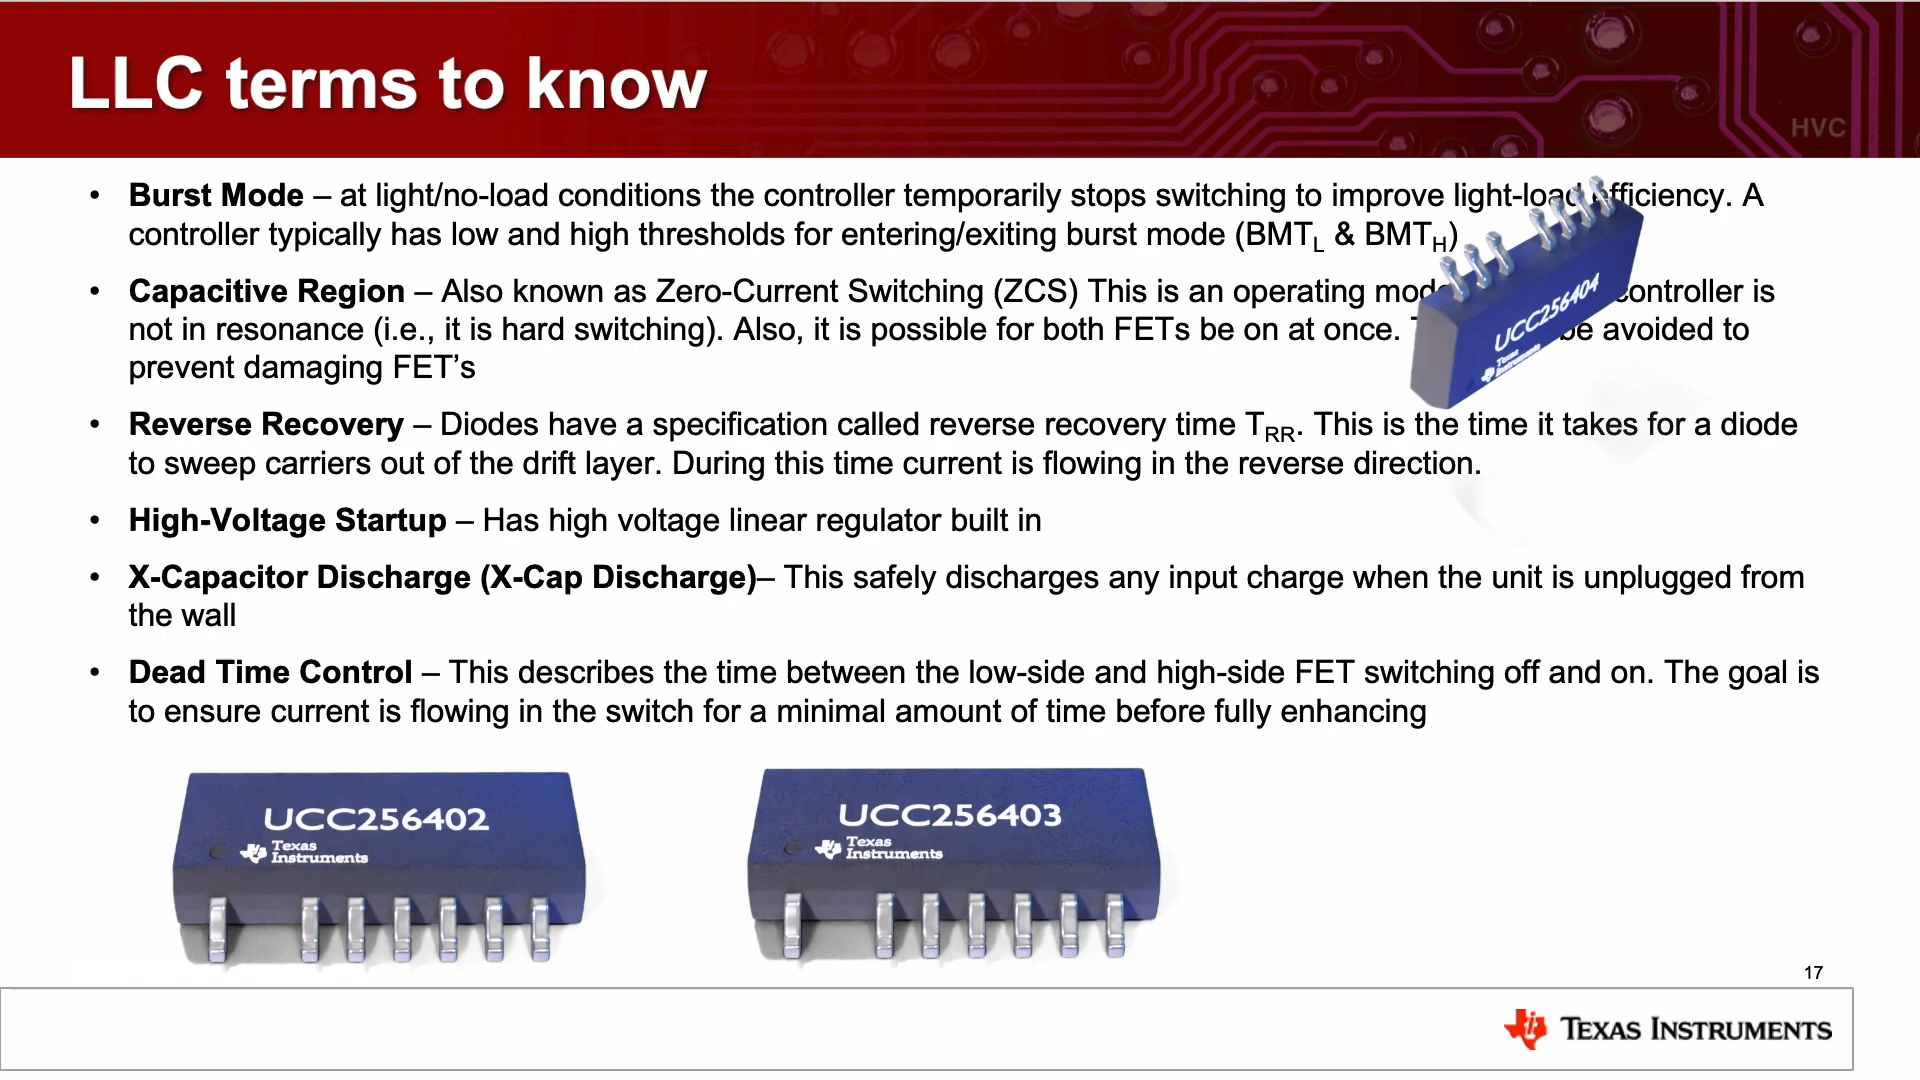 LLC terms to know
HVC
• Burst Mode – at light/no-load conditions the controller temporarily stops switching to improve light-load efficiency. A
controller typically has low and high thresholds for entering/exiting burst mode (BMTL & BMTH)
• Capacitive Region – Also known as Zero-Current Switching (ZCS) This is an operating controller is
not in resonance (i.e., it is hard switching). Also, it is possible for both FETs be on at once. be avoided to
prevent damaging FET’s
• Reverse Recovery – Diodes have a specification called reverse recovery time TRR. This is the time it takes for a diode
to sweep carriers out of the drift layer. During this time current is flowing in the reverse direction.
• High-Voltage Startup – Has high voltage linear regulator built in
• X-Capacitor Discharge (X-Cap Discharge)– This safely discharges any input charge when the unit is unplugged from
the wall
• Dead Time Control – This describes the time between the low-side and high-side FET switching off and on. The goal is
to ensure current is flowing in the switch for a minimal amount of time before fully enhancing
UCC256404
Texas
Instruments
UCC256402
Texas
Instruments
UCC256403
Texas
Instruments
17
TEXAS INSTRUMENTS